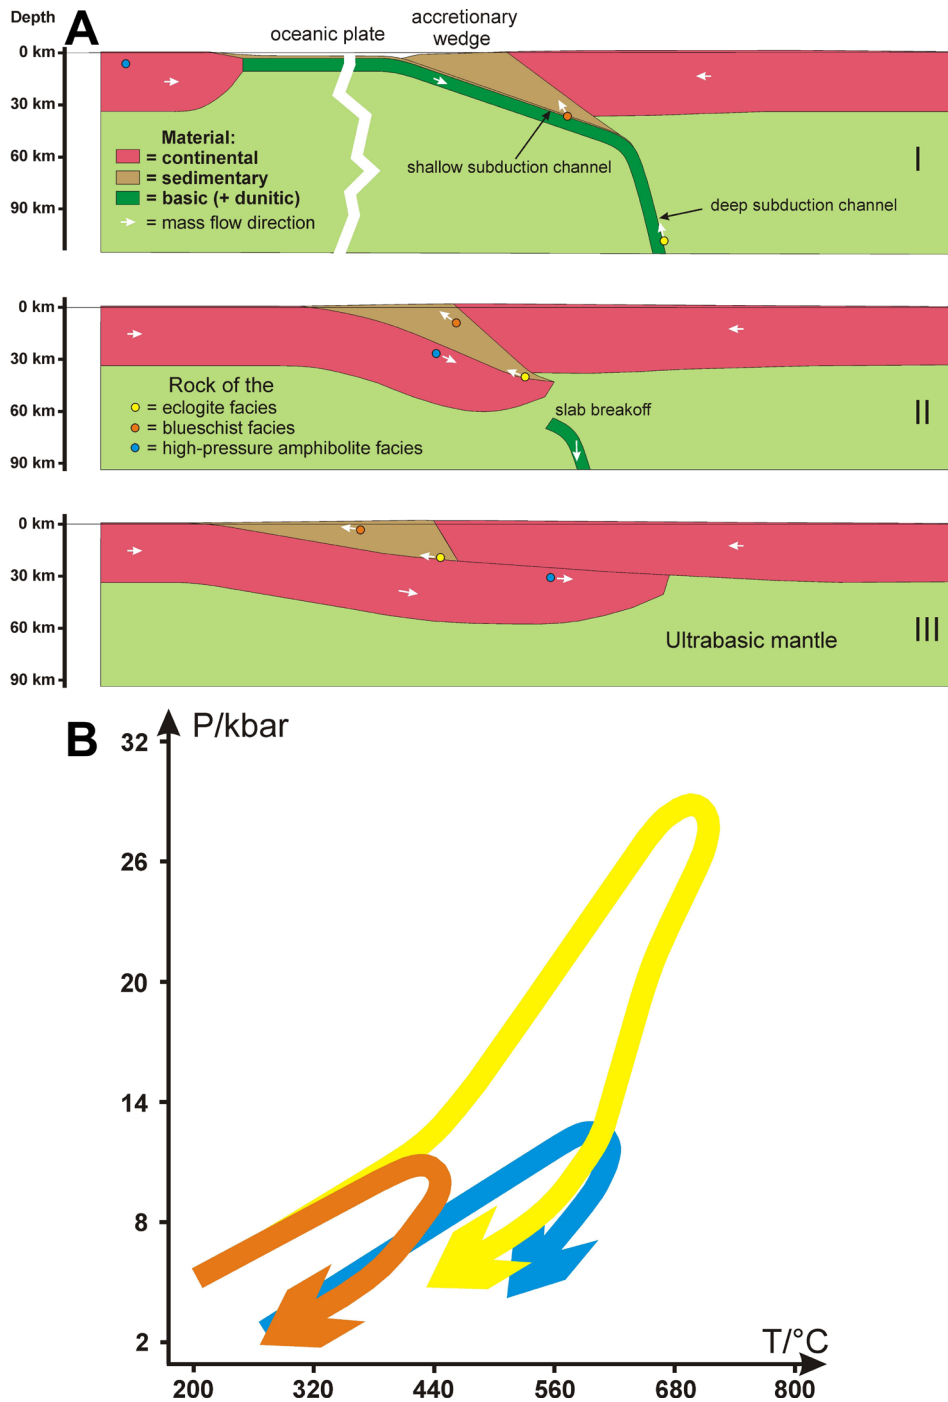 Depth
A
oceanic plate
accretionary
wedge
0 km
30 km
60 km
90 km
Material:
= continental
= sedimentary
= basic (+ dunitic)
= mass flow direction
shallow subduction channel
deep subduction channel
I
0 km
30 km
60 km
90 km
Rock of the
= eclogite facies
= blueschist facies
= high-pressure amphibolite facies
slab breakoff
II
0 km
30 km
60 km
90 km
Ultrabasic mantle
III
B
P/kbar
32
26
20
14
8
2
T/°C
200 320 440 560 680 800